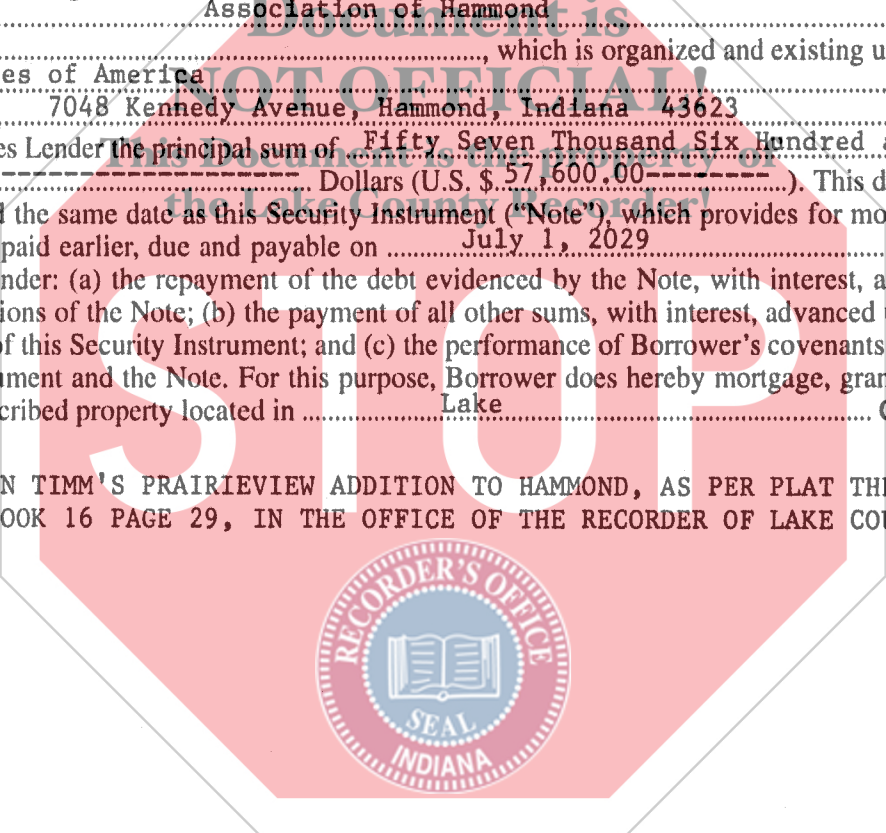 Association of Hammond
Document is
, which is organized and existing u
es of America
NOT OFFICIAL!
7048 Kennedy Avenue, Hammond, Indiana 43623
es Lender the principal sum of Fifty Seven Thousand Six Hundred a
This Document is the property of
Dollars (U.S. $ 57,600.00-------- ). This d
the Lake County Recorder!
d the same date as this Security Instrument (“Note”), which provides for mo
paid earlier, due and payable on July 1, 2029
nder: (a) the repayment of the debt evidenced by the Note, with interest, a
ions of the Note; (b) the payment of all other sums, with interest, advanced
of this Security Instrument; and (c) the performance of Borrower’s covenants
ument and the Note. For this purpose, Borrower does hereby mortgage, gran
cribed property located in Lake C
STOP
N TIMM'S PRAIRIEVIEW ADDITION TO HAMMOND, AS PER PLAT THE
OOK 16 PAGE 29, IN THE OFFICE OF THE RECORDER OF LAKE COU
RECORDER'S OFFICE
SEAL
INDIANA